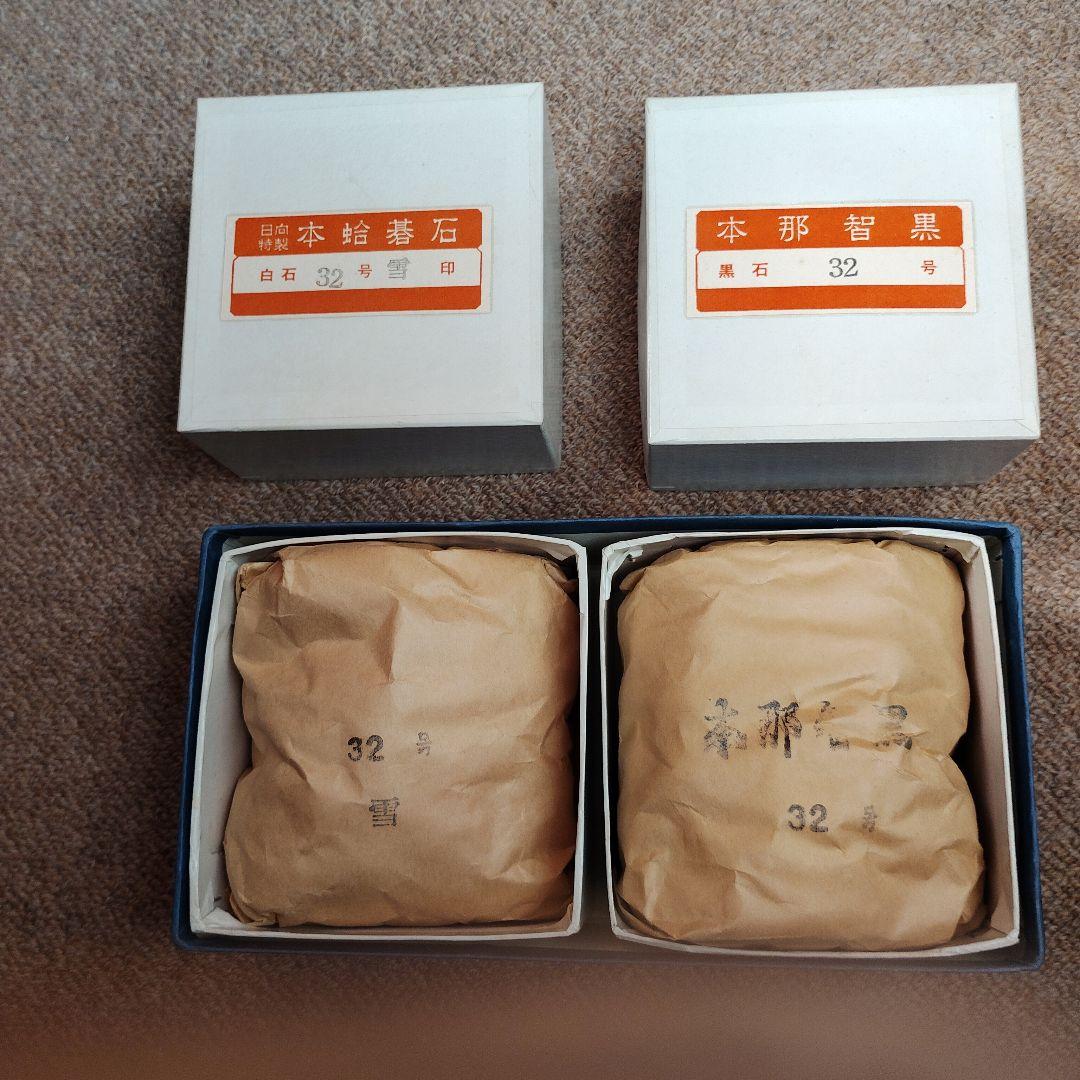 日向
特製 本蛤碁石
白石 32 号 雪 印
本那智黒
黒石 32 号
32 号
雪
本那智黒
32 号